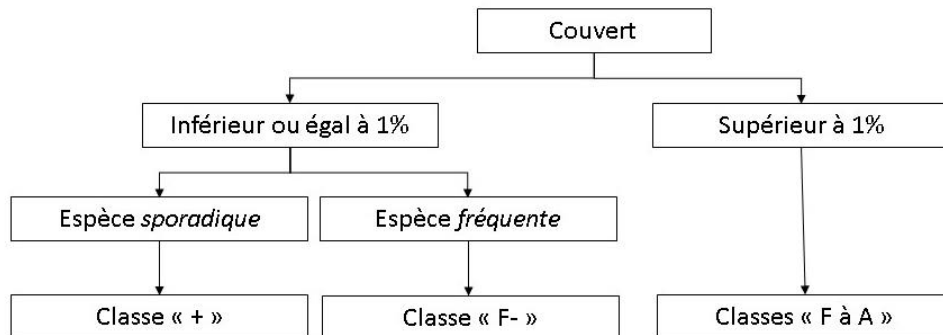 Couvert
Inférieur ou égal à 1%
Supérieur à 1%
Espèce sporadique
Espèce fréquente
Classe « + »
Classe « F- »
Classes « F à A »